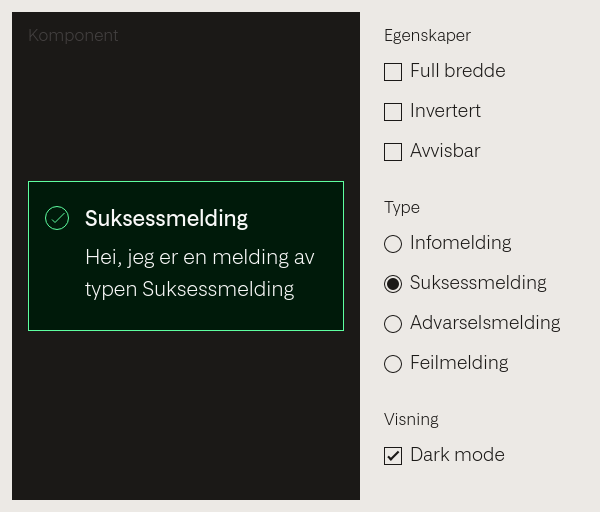 Komponent
Suksessmelding
Hei, jeg er en melding av
typen Suksessmelding
Egenskaper
Full bredde
Invertert
Avvisbar
Type
Infomelding
Suksessmelding
Advarselsmelding
Feilmelding
Visning
Dark mode